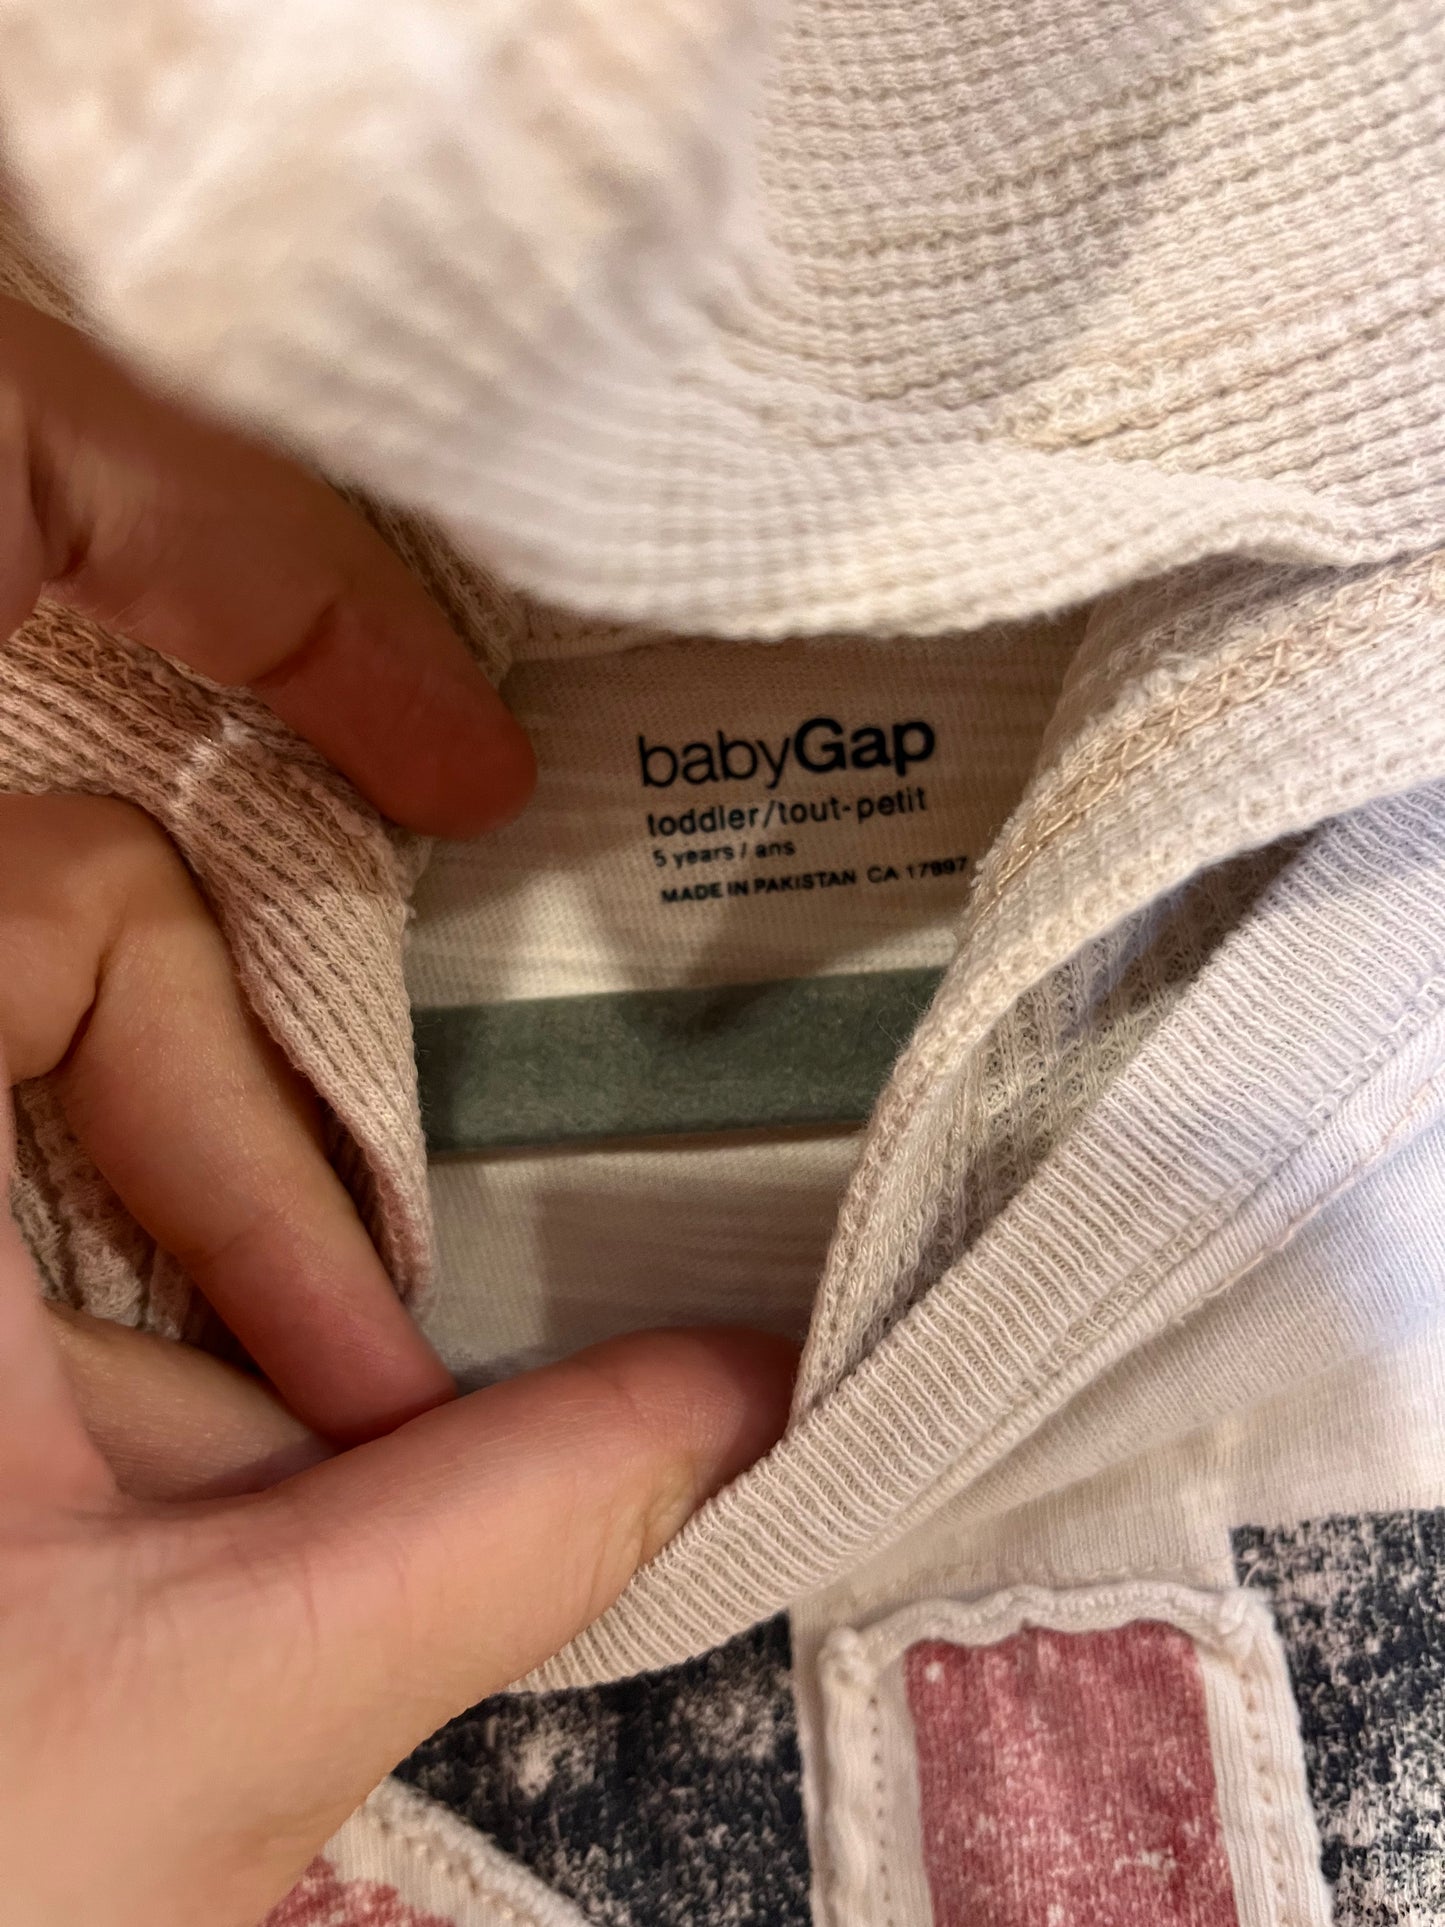 babyGap
toddler/tout-petit
5 years / ans
MADE IN PAKISTAN CA 17897